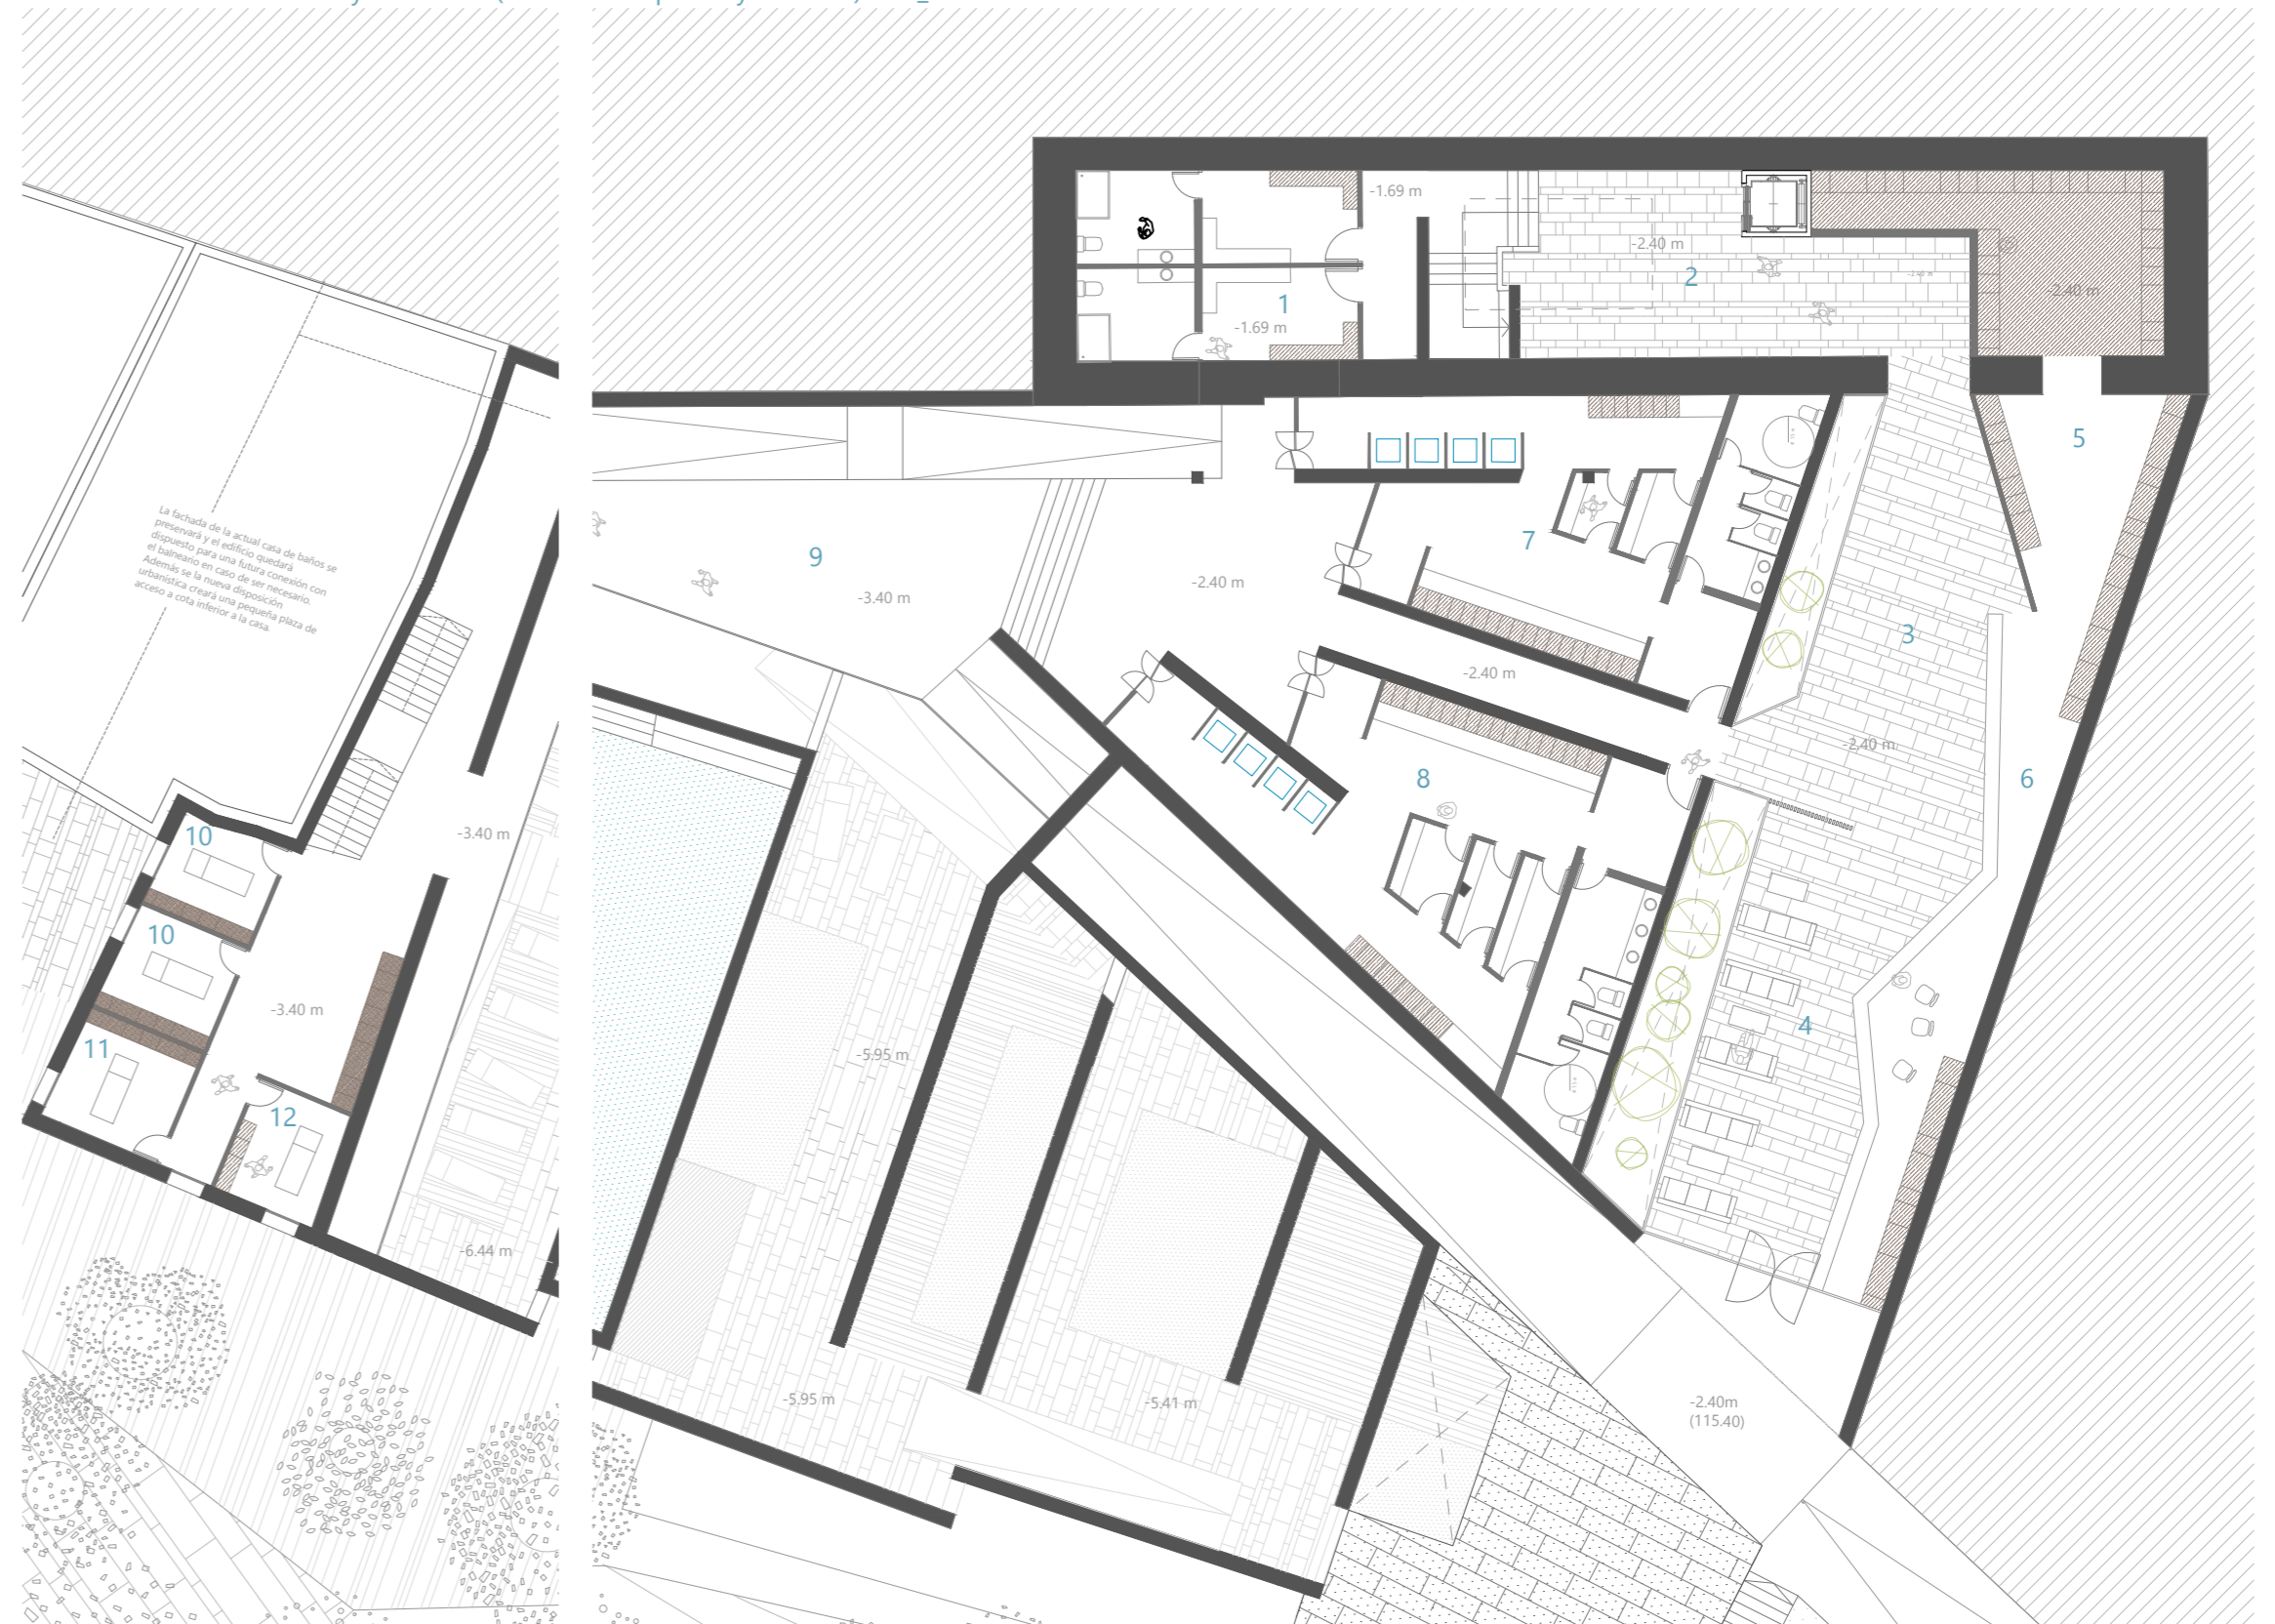 La fachada de la actual casa de baños se
preservará y el edificio quedará
dispuesto para una futura conexión con
el balneario en caso de ser necesario.
Además se la nueva disposición
urbanística creará una pequeña plaza de
acceso a cota inferior a la casa.
10
10
11
12
-3.40 m
-3.40 m
-6.44 m
-1.69 m
-2.40 m
2
1
-1.69 m
-2.40 m
-2.40 m
5
7
9
-3.40 m
-2.40 m
3
-2.40 m
-2.40 m
8
6
4
-5.95 m
-5.95 m
-5.41 m
-2.40m
(115.40)